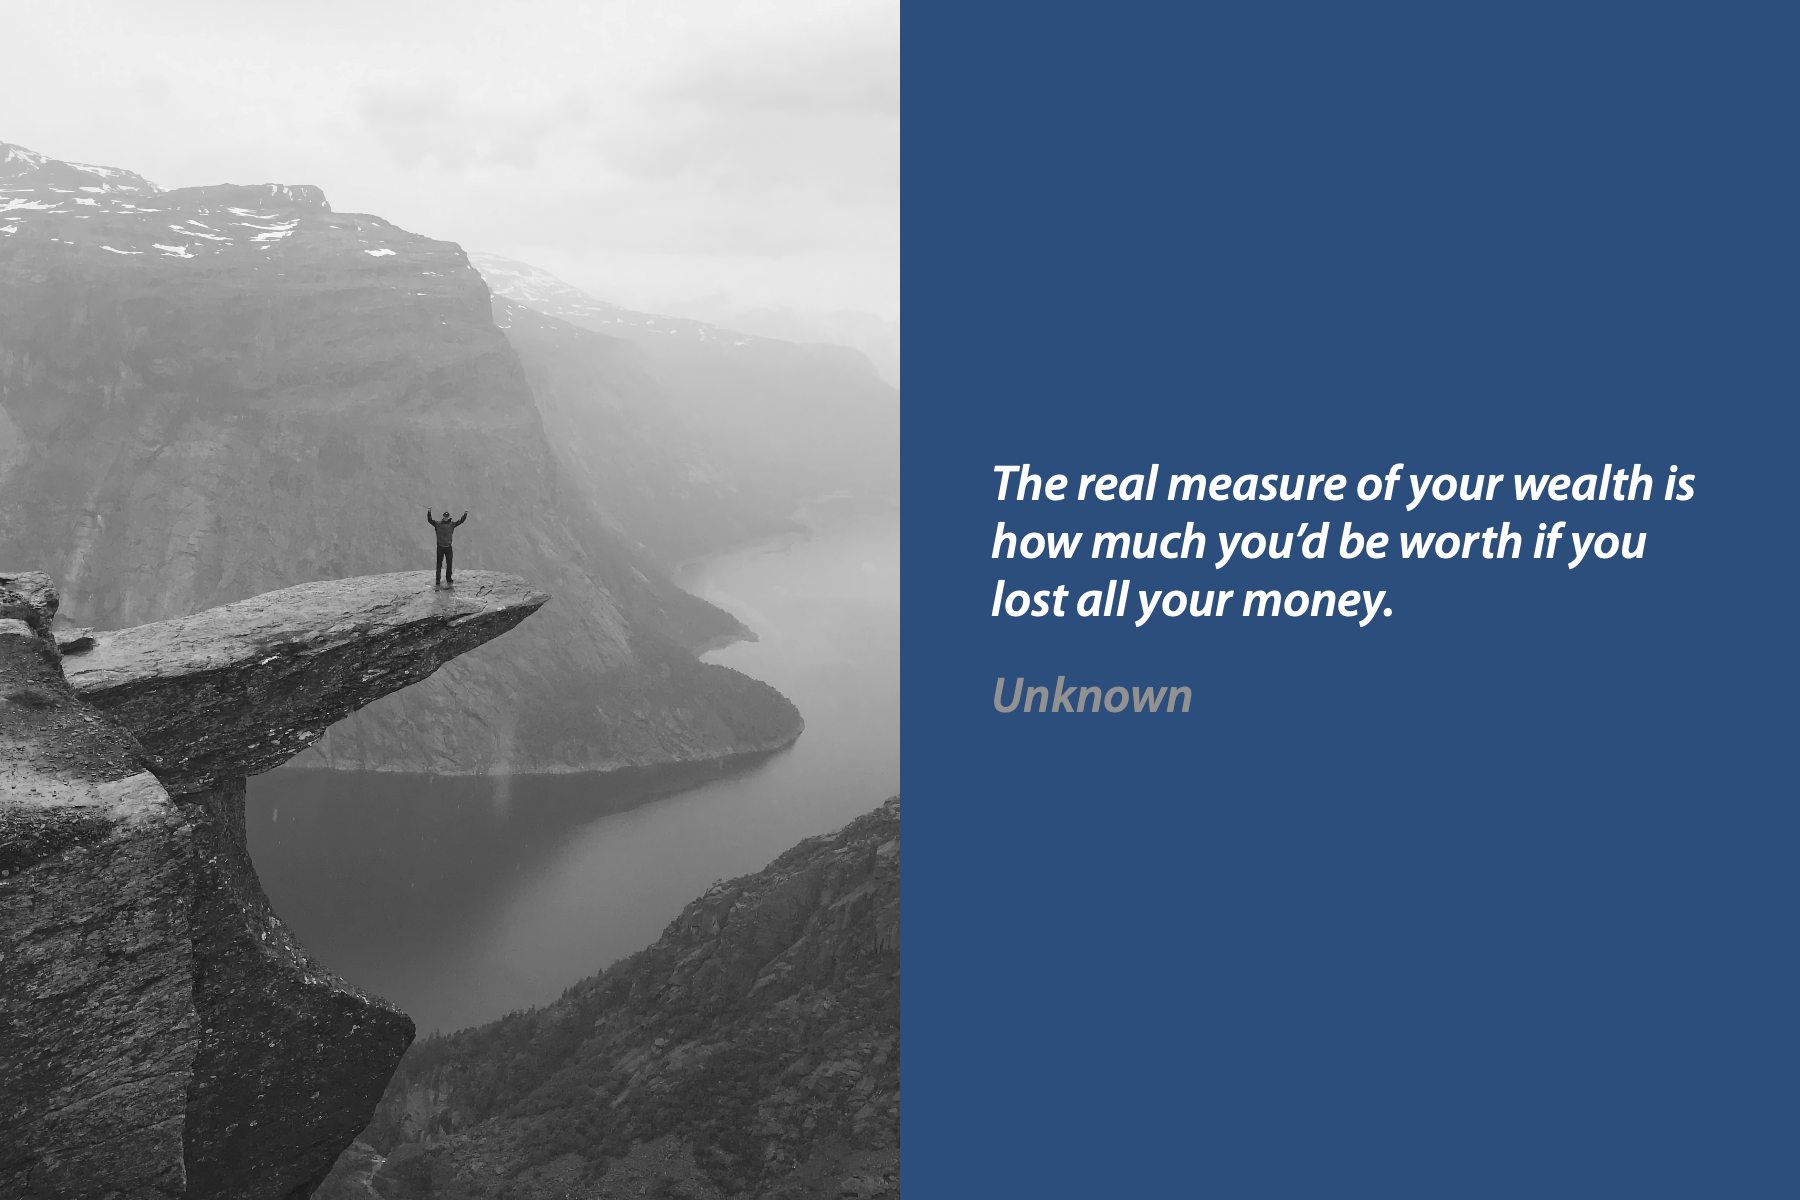 The real measure of your wealth is
how much you’d be worth if you
lost all your money.
Unknown